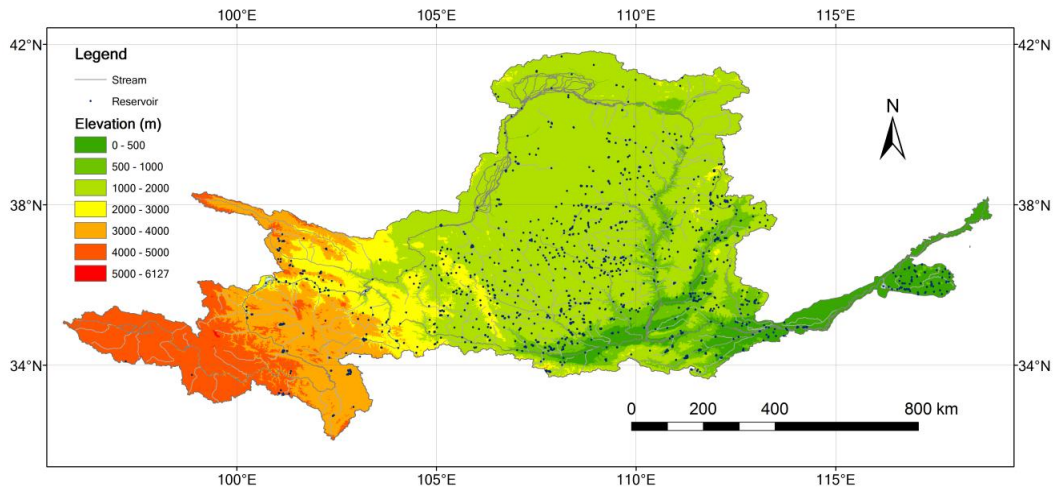 100°E 105°E 110°E 115°E
42°N 42°N
Legend
Stream
Reservoir
Elevation (m)
0 - 500
500 - 1000
1000 - 2000
2000 - 3000
3000 - 4000
4000 - 5000
5000 - 6127
N
38°N 38°N
34°N 34°N
0 200 400 800 km
100°E 105°E 110°E 115°E